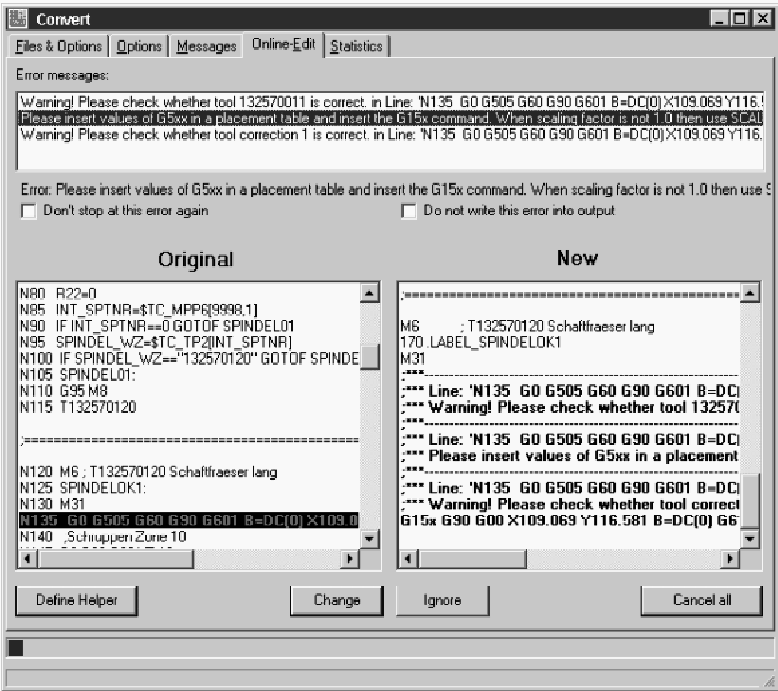 Convert
Files & Options Options Messages Online-Edit Statistics
Error messages:
Warning! Please check whether tool 132570011 is correct. in Line: 'N135 G0 G505 G60 G90 G601 B=DC(0) X109.069 Y116.5
Please insert values of G5xx in a placement table and insert the G15x command. When scaling factor is not 1.0 then use SCAL
Warning! Please check whether tool correction 1 is correct. in Line: 'N135 G0 G505 G60 G90 G601 B=DC(0) X109.069 Y116.
Error: Please insert values of G5xx in a placement table and insert the G15x command. When scaling factor is not 1.0 then use S
Don't stop at this error again
Do not write this error into output
Original
N80 R22=0
N85 INT_SPTNR=$TC_MPP6[9998,1]
N90 IF INT_SPTNR==0 GOTOF SPINDEL01
N95 SPINDEL_WZ=$TC_TP2[INT_SPTNR]
N100 IF SPINDEL_WZ=="132570120" GOTOF SPINDE
N105 SPINDEL01:
N110 G95 M8
N115 T132570120
;==============================================
N120 M6 ; T132570120 Schaftfraeser lang
N125 SPINDELOK1:
N130 M31
N135 G0 G505 G60 G90 G601 B=DC(0) X109.0
N140 ;Schruppen Zone 10
New
;==============================================
M6 ; T132570120 Schaftfraeser lang
170 .LABEL_SPINDELOK1
M31
;***---------------------------------------------
;*** Line: 'N135 G0 G505 G60 G90 G601 B=DC(
;*** Warning! Please check whether tool 13257(
;***---------------------------------------------
;*** Line: 'N135 G0 G505 G60 G90 G601 B=DC(
;*** Please insert values of G5xx in a placement
;***---------------------------------------------
;*** Line: 'N135 G0 G505 G60 G90 G601 B=DC(
;*** Warning! Please check whether tool correct
G15x G90 G00 X109.069 Y116.581 B=DC(0) G6
Define Helper
Change
Ignore
Cancel all